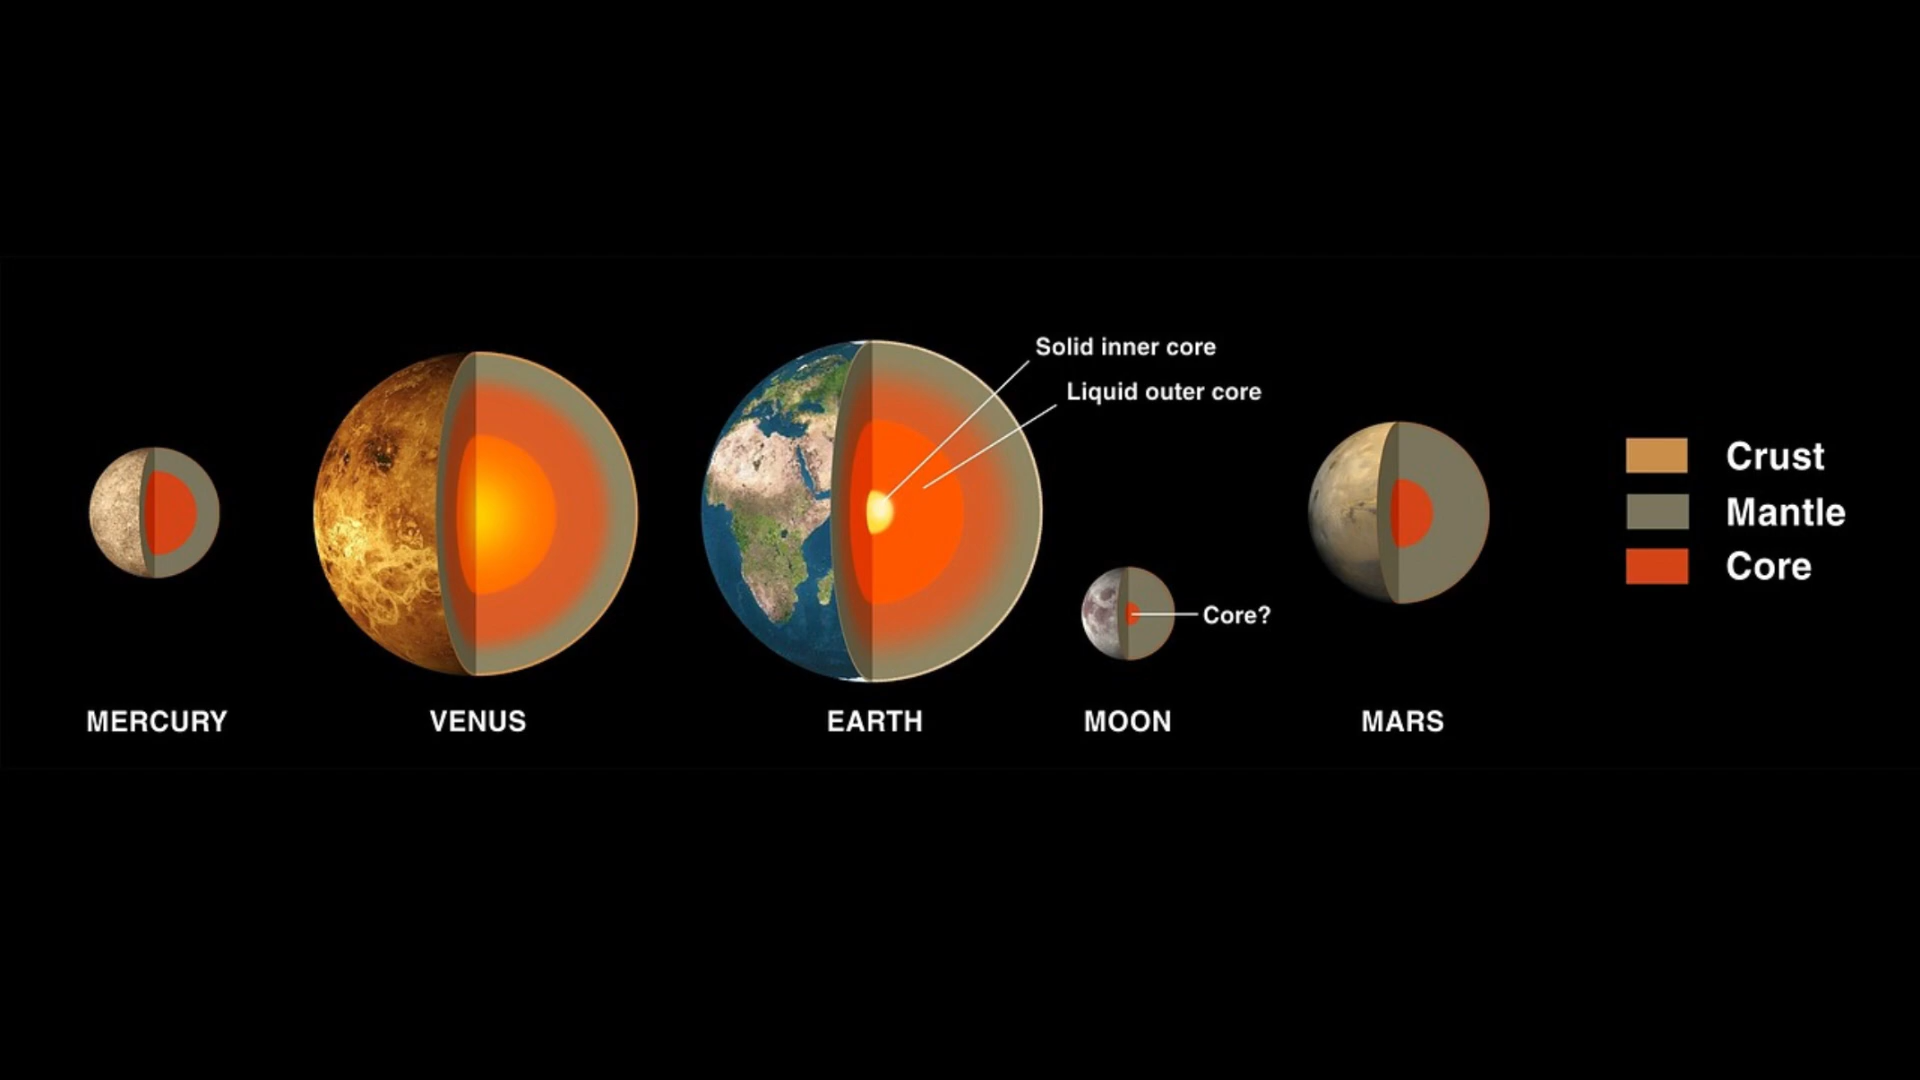 Solid inner core
Liquid outer core
Core?
MERCURY
VENUS
EARTH
MOON
MARS
Crust
Mantle
Core